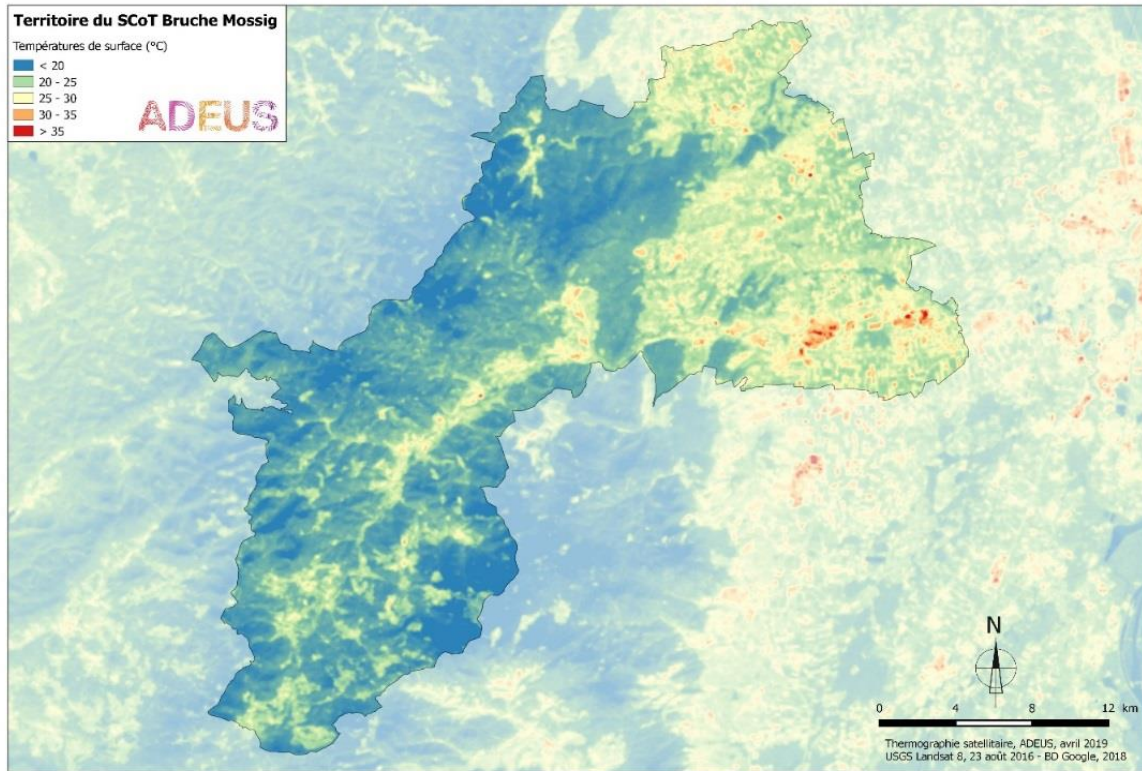 Territoire du SCoT Bruche Mossig
Températures de surface (°C)
< 20
20 - 25
25 - 30
30 - 35
> 35
ADEUS
N
0 4 8 12 km
Thermographie satellitaire, ADEUS, avril 2019
USGS Landsat 8, 23 août 2016 - BD Google, 2018